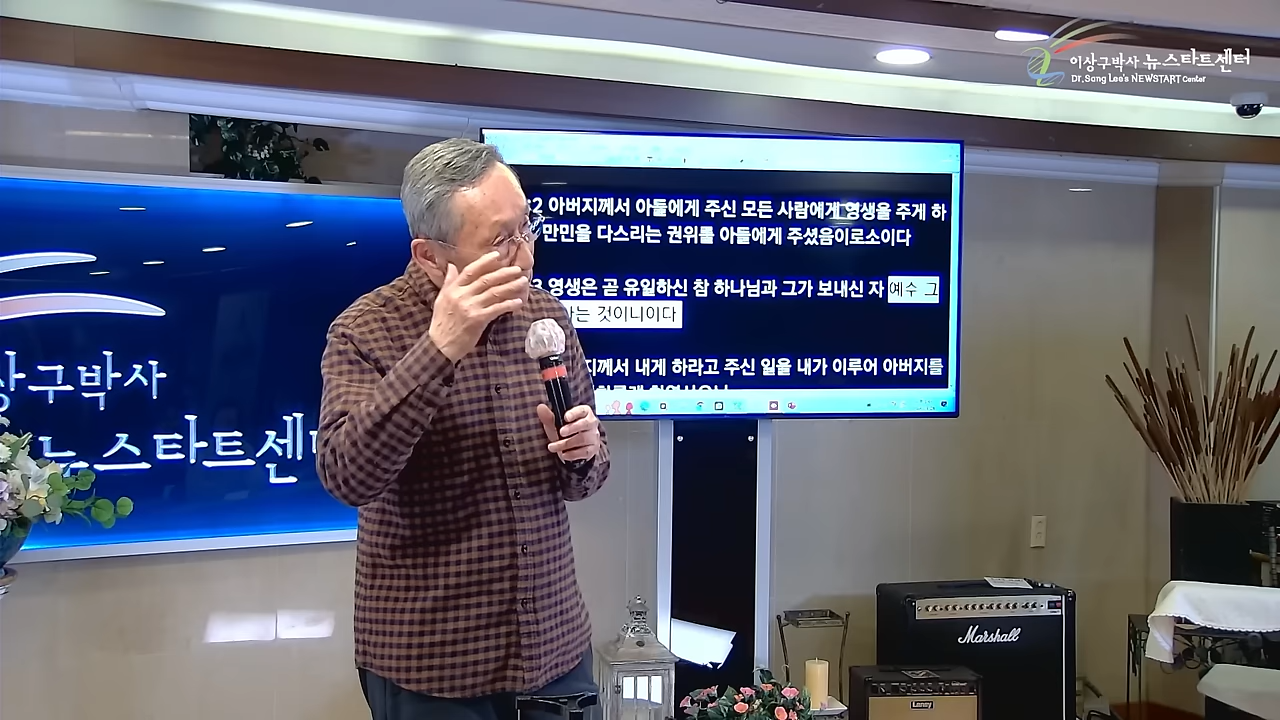 이상구박사 뉴스타트센터
Dr. Sang Lee's NEWSTART Center
:2 아버지께서 아들에게 주신 모든 사람에게 영생을 주게 하
만민을 다스리는 권위를 아들에게 주셨음이로소이다
3 영생은 곧 유일하신 참 하나님과 그가 보내신 자 예수 그
는 것이니이다
지께서 내게 하라고 주신 일을 내가 이루어 아버지를
상구박사
뉴스타트센
Marshall
Laney